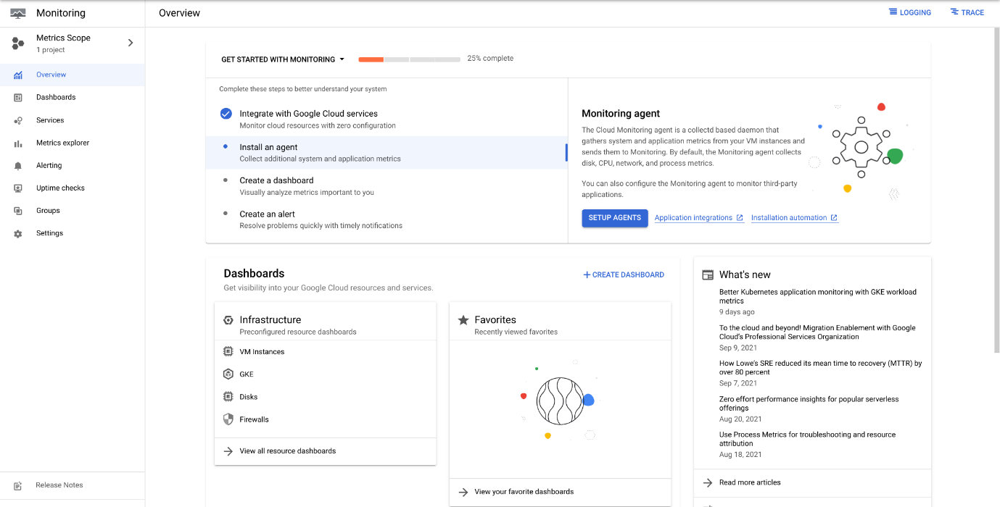 Monitoring
Overview
LOGGING
TRACE
Metrics Scope
1 project
Overview
Dashboards
Services
Metrics explorer
Alerting
Uptime checks
Groups
Settings
Release Notes
GET STARTED WITH MONITORING
25% complete
Complete these steps to better understand your system
Integrate with Google Cloud services
Monitor cloud resources with zero configuration
Install an agent
Collect additional system and application metrics
Create a dashboard
Visually analyze metrics important to you
Create an alert
Resolve problems quickly with timely notifications
Monitoring agent
The Cloud Monitoring agent is a collectd based daemon that
gathers system and application metrics from your VM instances and
sends them to Monitoring. By default, the Monitoring agent collects
disk, CPU, network, and process metrics.
You can also configure the Monitoring agent to monitor third-party
applications.
SETUP AGENTS
Application integrations
Installation automation
Dashboards
CREATE DASHBOARD
Get visibility into your Google Cloud resources and services.
Infrastructure
Preconfigured resource dashboards
VM Instances
GKE
Disks
Firewalls
View all resource dashboards
Favorites
Recently viewed favorites
View your favorite dashboards
What's new
Better Kubernetes application monitoring with GKE workload
metrics
9 days ago
To the cloud and beyond! Migration Enablement with Google
Cloud’s Professional Services Organization
Sep 9, 2021
How Lowe’s SRE reduced its mean time to recovery (MTTR) by
over 80 percent
Sep 7, 2021
Zero effort performance insights for popular serverless
offerings
Aug 20, 2021
Use Process Metrics for troubleshooting and resource
attribution
Aug 18, 2021
Read more articles